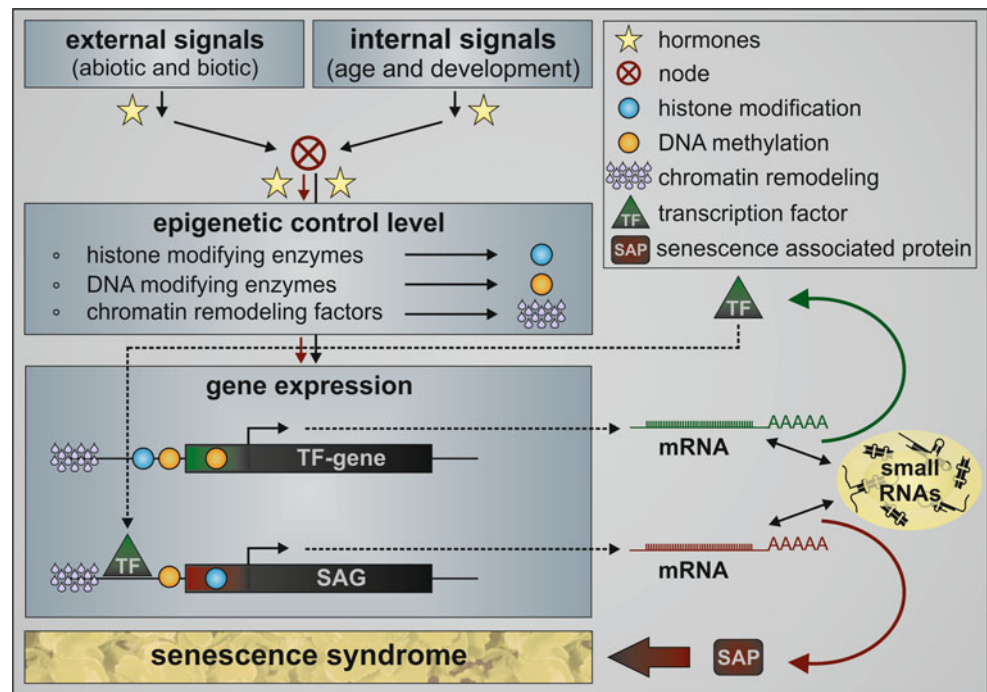 external signals
(abiotic and biotic)
internal signals
(age and development)
hormones
node
histone modification
DNA methylation
chromatin remodeling
TF
transcription factor
SAP
senescence associated protein
epigenetic control level
◦ histone modifying enzymes
◦ DNA modifying enzymes
◦ chromatin remodeling factors
TF
gene expression
TF-gene
AAAAA
mRNA
small
RNAs
TF
SAG
AAAAA
mRNA
senescence syndrome
SAP